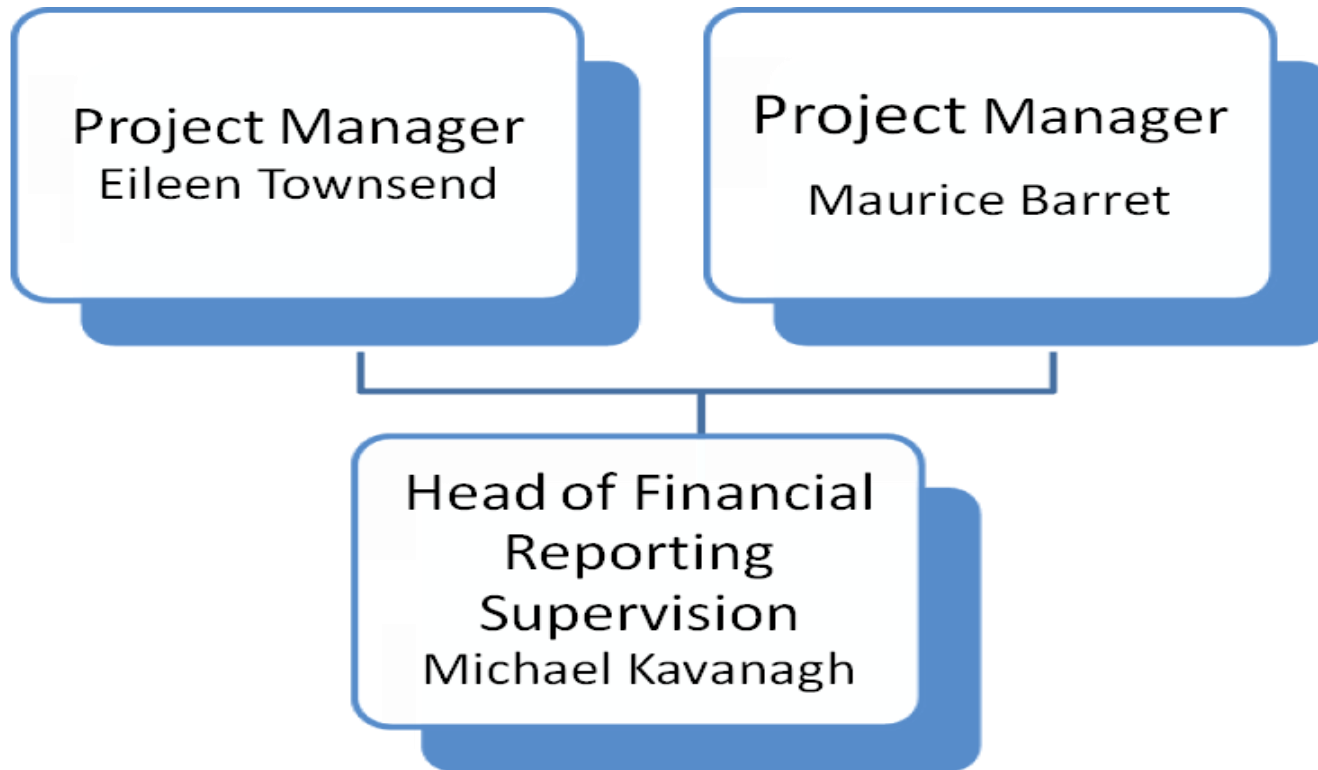 Project Manager
Eileen Townsend
Project Manager
Maurice Barret
Head of Financial
Reporting
Supervision
Michael Kavanagh